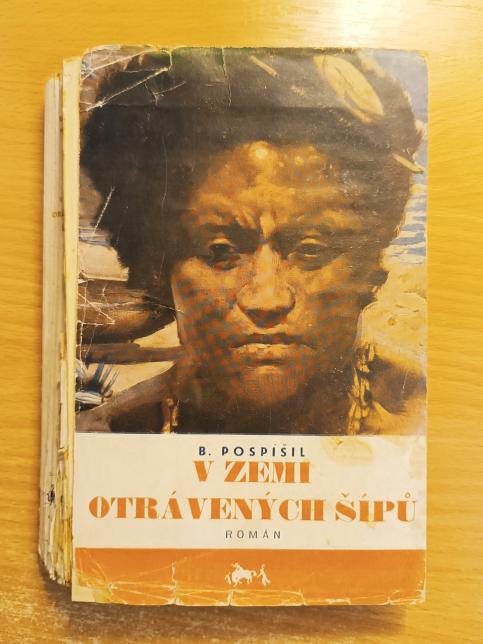 B. POSPÍŠIL
V ZEMI
OTRÁVENÝCH ŠÍPŮ
ROMÁN